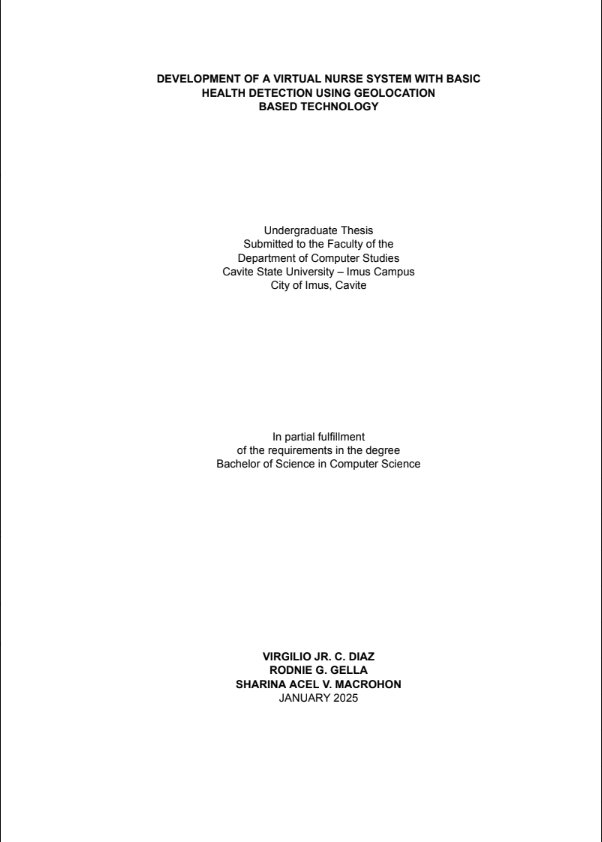 DEVELOPMENT OF A VIRTUAL NURSE SYSTEM WITH BASIC
HEALTH DETECTION USING GEOLOCATION
BASED TECHNOLOGY
Undergraduate Thesis
Submitted to the Faculty of the
Department of Computer Studies
Cavite State University – Imus Campus
City of Imus, Cavite
In partial fulfillment
of the requirements in the degree
Bachelor of Science in Computer Science
VIRGILIO JR. C. DIAZ
RODNIE G. GELLA
SHARINA ACEL V. MACROHON
JANUARY 2025